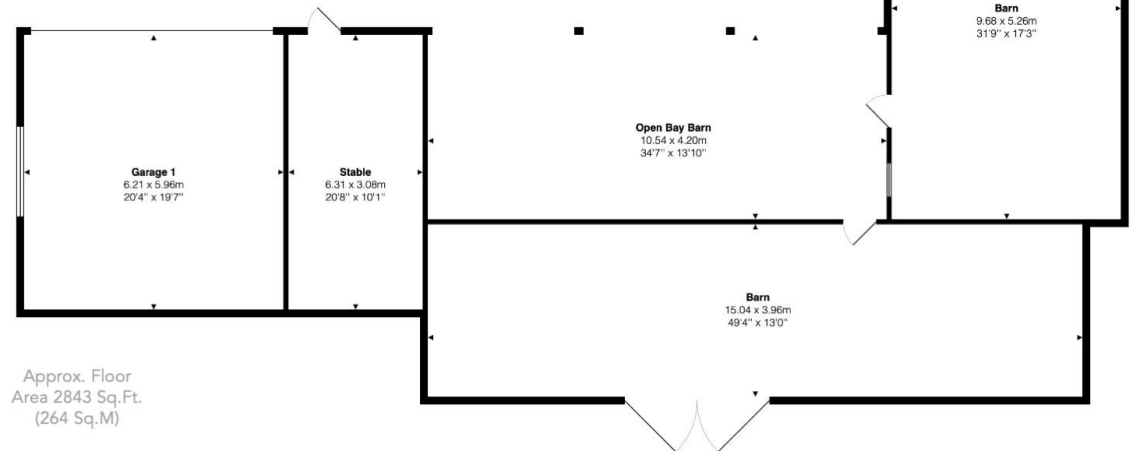 Barn
9.68 x 5.26m
31'9" x 17'3"
Open Bay Barn
10.54 x 4.20m
34'7" x 13'10"
Garage 1
6.21 x 5.96m
20'4" x 19'7"
Stable
6.31 x 3.08m
20'8" x 10'1"
Barn
15.04 x 3.96m
49'4" x 13'0"
Approx. Floor
Area 2843 Sq.Ft.
(264 Sq.M)